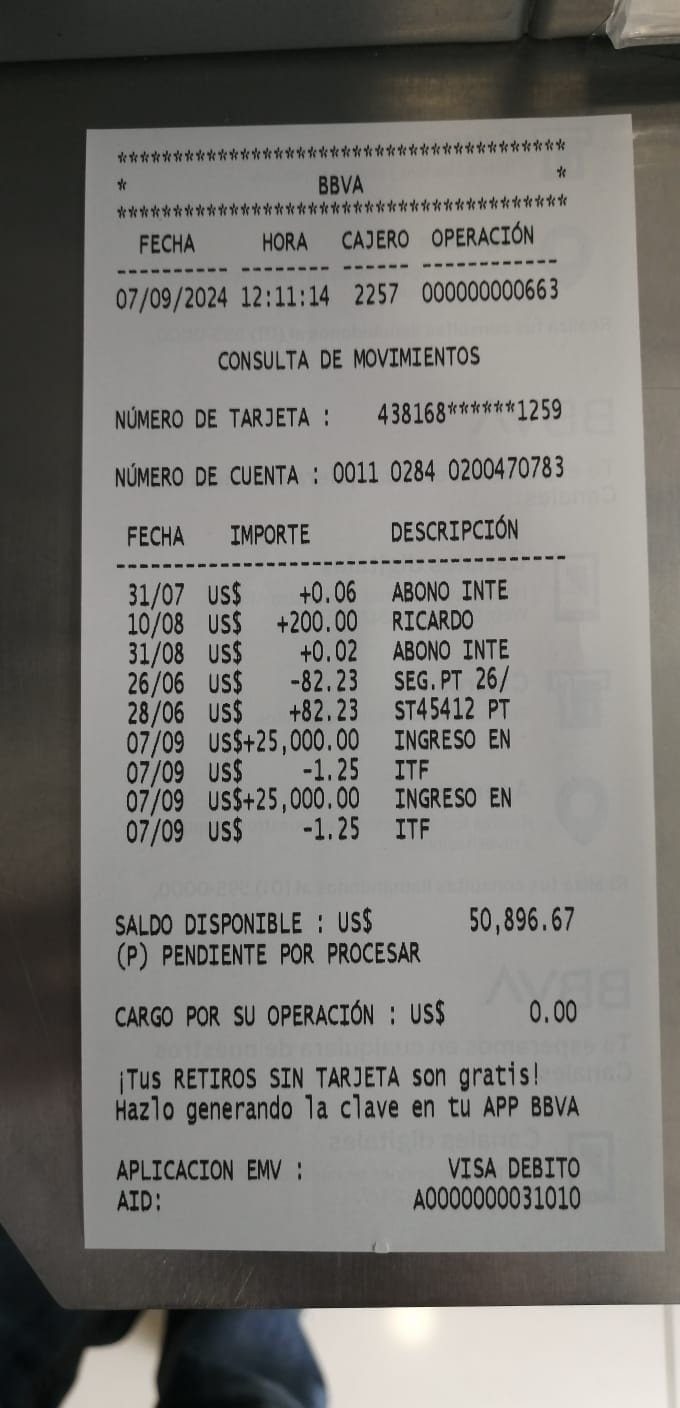 ****************************************
* BBVA *
****************************************
FECHA HORA CAJERO OPERACIÓN
---------- -------- ------ ------------
07/09/2024 12:11:14 2257 000000000663
CONSULTA DE MOVIMIENTOS
NÚMERO DE TARJETA : 438168******1259
NÚMERO DE CUENTA : 0011 0284 0200470783
FECHA IMPORTE DESCRIPCIÓN
----------------------------------------
31/07 US$ +0.06 ABONO INTE
10/08 US$ +200.00 RICARDO
31/08 US$ +0.02 ABONO INTE
26/06 US$ -82.23 SEG.PT 26/
28/06 US$ +82.23 ST45412 PT
07/09 US$+25,000.00 INGRESO EN
07/09 US$ -1.25 ITF
07/09 US$+25,000.00 INGRESO EN
07/09 US$ -1.25 ITF
SALDO DISPONIBLE : US$ 50,896.67
(P) PENDIENTE POR PROCESAR
CARGO POR SU OPERACIÓN : US$ 0.00
¡Tus RETIROS SIN TARJETA son gratis!
Hazlo generando la clave en tu APP BBVA
APLICACION EMV : VISA DEBITO
AID: A0000000031010